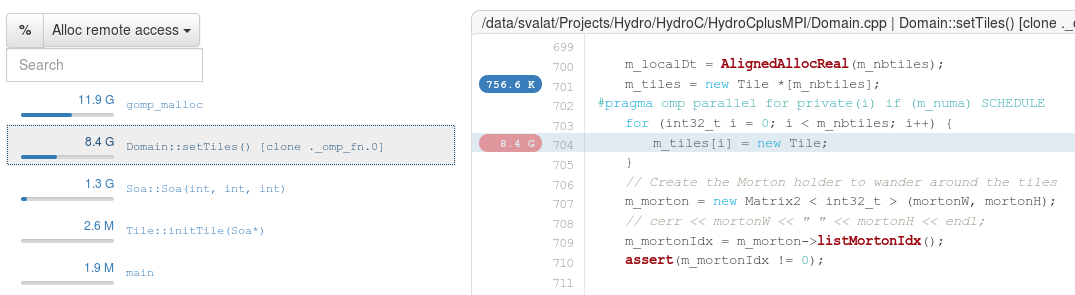 % Alloc remote access
Search
11.9 G gomp_malloc
8.4 G Domain::setTiles() [clone ._omp_fn.0]
1.3 G Soa::Soa(int, int, int)
2.6 M Tile::initTile(Soa*)
1.9 M main
/data/svalat/Projects/Hydro/HydroC/HydroCplusMPI/Domain.cpp | Domain::setTiles() [clone ._
699
700 m_localDt = AlignedAllocReal(m_nbtiles);
756.6 K 701 m_tiles = new Tile *[m_nbtiles];
702 #pragma omp parallel for private(i) if (m_numa) SCHEDULE
703 for (int32_t i = 0; i < m_nbtiles; i++) {
8.4 G 704 m_tiles[i] = new Tile;
705 }
706 // Create the Morton holder to wander around the tiles
707 m_morton = new Matrix2 < int32_t > (mortonW, mortonH);
708 // cerr << mortonW << " " << mortonH << endl;
709 m_mortonIdx = m_morton->listMortonIdx();
710 assert(m_mortonIdx != 0);
711